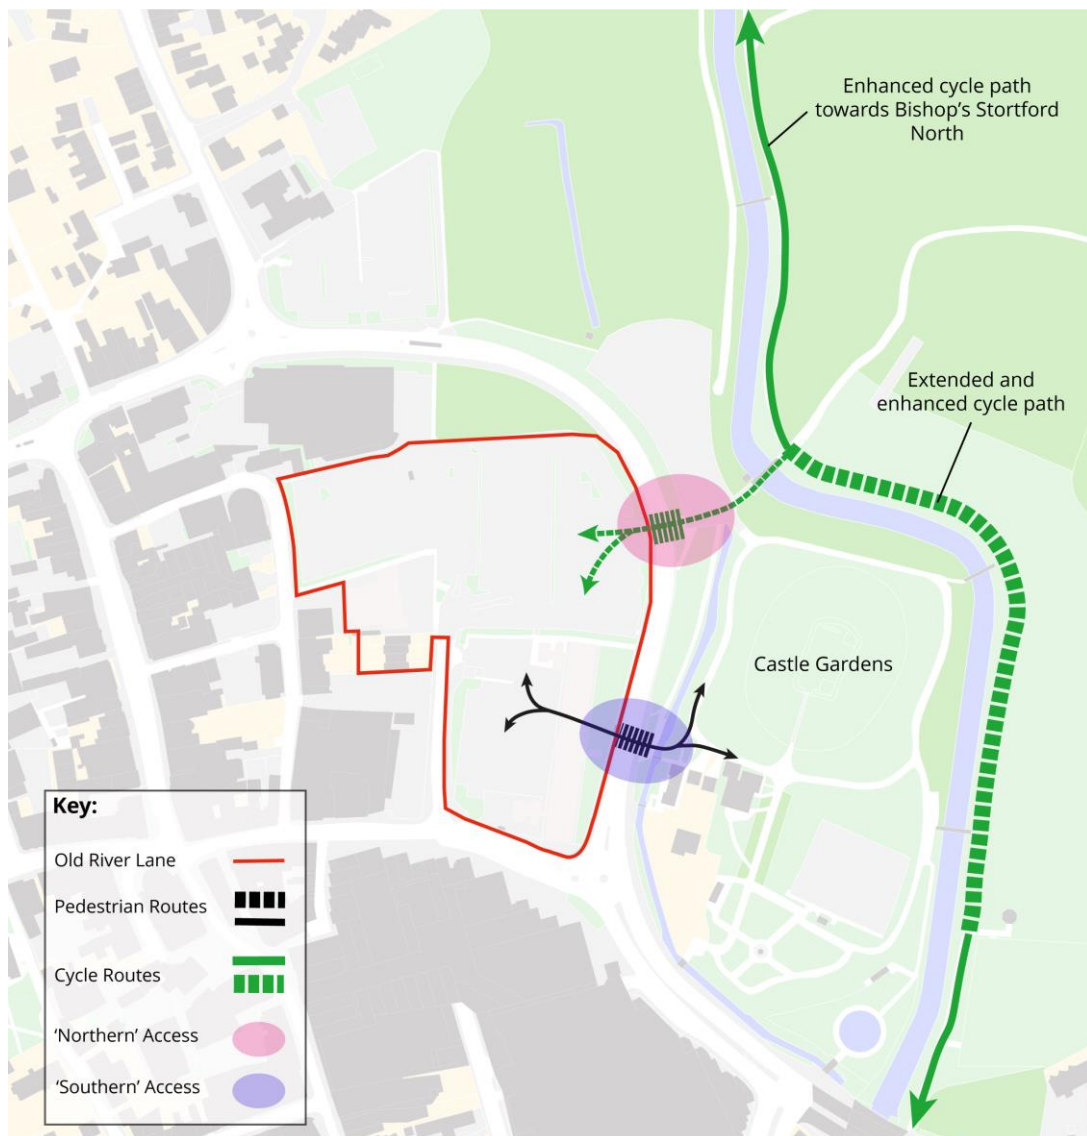 Enhanced cycle path
towards Bishop's Stortford
North
Extended and
enhanced cycle path
Castle Gardens
Key:
Old River Lane
Pedestrian Routes
Cycle Routes
‘Northern’ Access
‘Southern’ Access